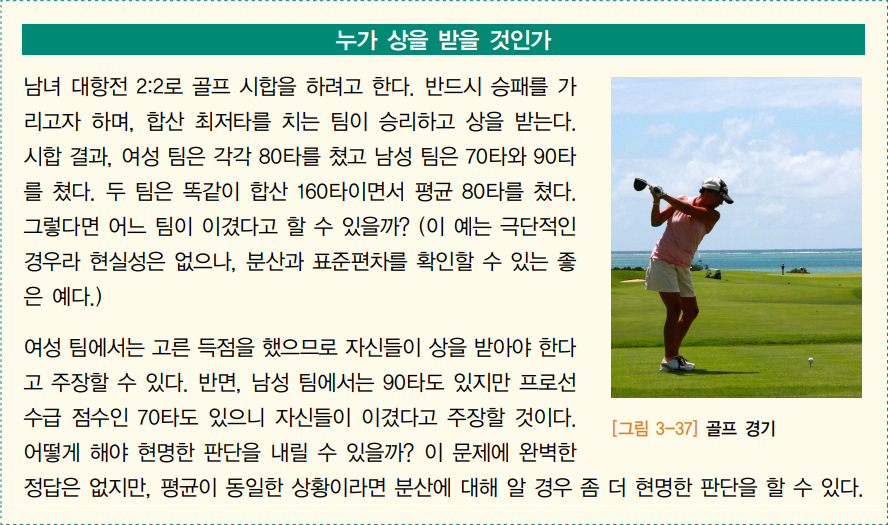 누가 상을 받을 것인가
남녀 대항전 2:2로 골프 시합을 하려고 한다. 반드시 승패를 가
리고자 하며, 합산 최저타를 치는 팀이 승리하고 상을 받는다.
시합 결과, 여성 팀은 각각 80타를 쳤고 남성 팀은 70타와 90타
를 쳤다. 두 팀은 똑같이 합산 160타이면서 평균 80타를 쳤다.
그렇다면 어느 팀이 이겼다고 할 수 있을까? (이 예는 극단적인
경우라 현실성은 없으나, 분산과 표준편차를 확인할 수 있는 좋
은 예다.)
여성 팀에서는 고른 득점을 했으므로 자신들이 상을 받아야 한다
고 주장할 수 있다. 반면, 남성 팀에서는 90타도 있지만 프로선
수급 점수인 70타도 있으니 자신들이 이겼다고 주장할 것이다.
어떻게 해야 현명한 판단을 내릴 수 있을까? 이 문제에 완벽한
정답은 없지만, 평균이 동일한 상황이라면 분산에 대해 알 경우 좀 더 현명한 판단을 할 수 있다.
[그림 3-37] 골프 경기